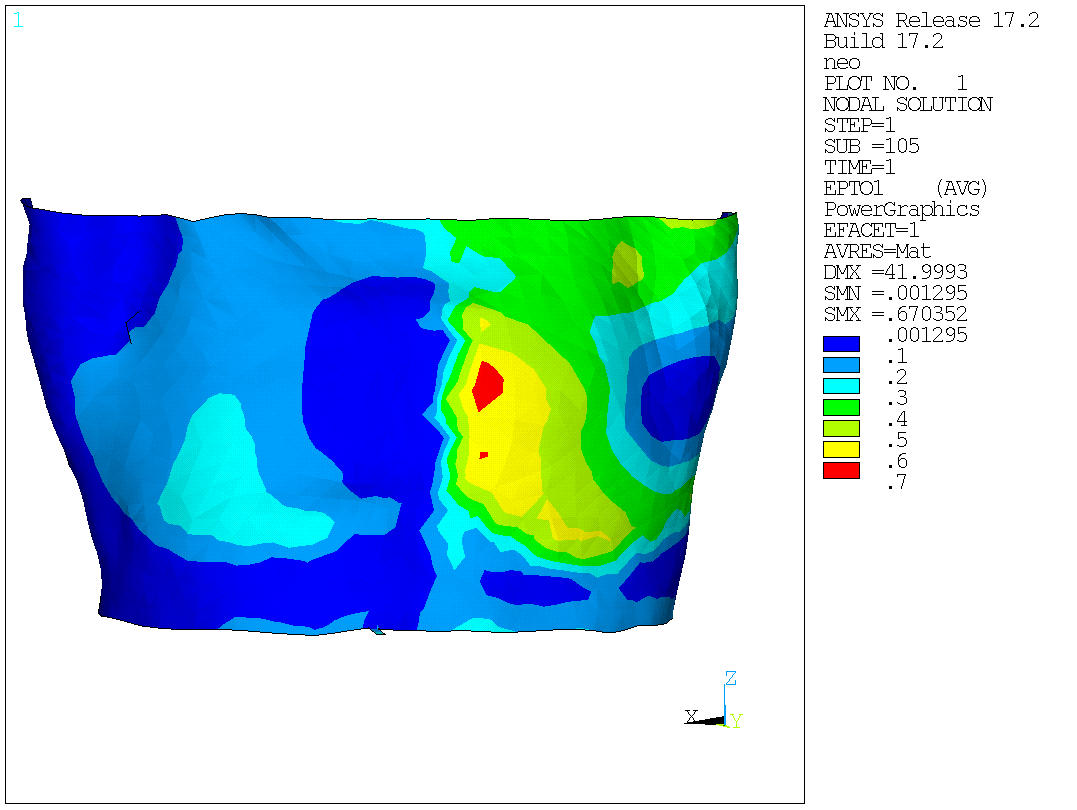 1
ANSYS Release 17.2
Build 17.2
neo
PLOT NO. 1
NODAL SOLUTION
STEP=1
SUB =105
TIME=1
EPTO1 (AVG)
PowerGraphics
EFACET=1
AVRES=Mat
DMX =41.9993
SMN =.001295
SMX =.670352
.001295
.1
.2
.3
.4
.5
.6
.7
Z
X
Y